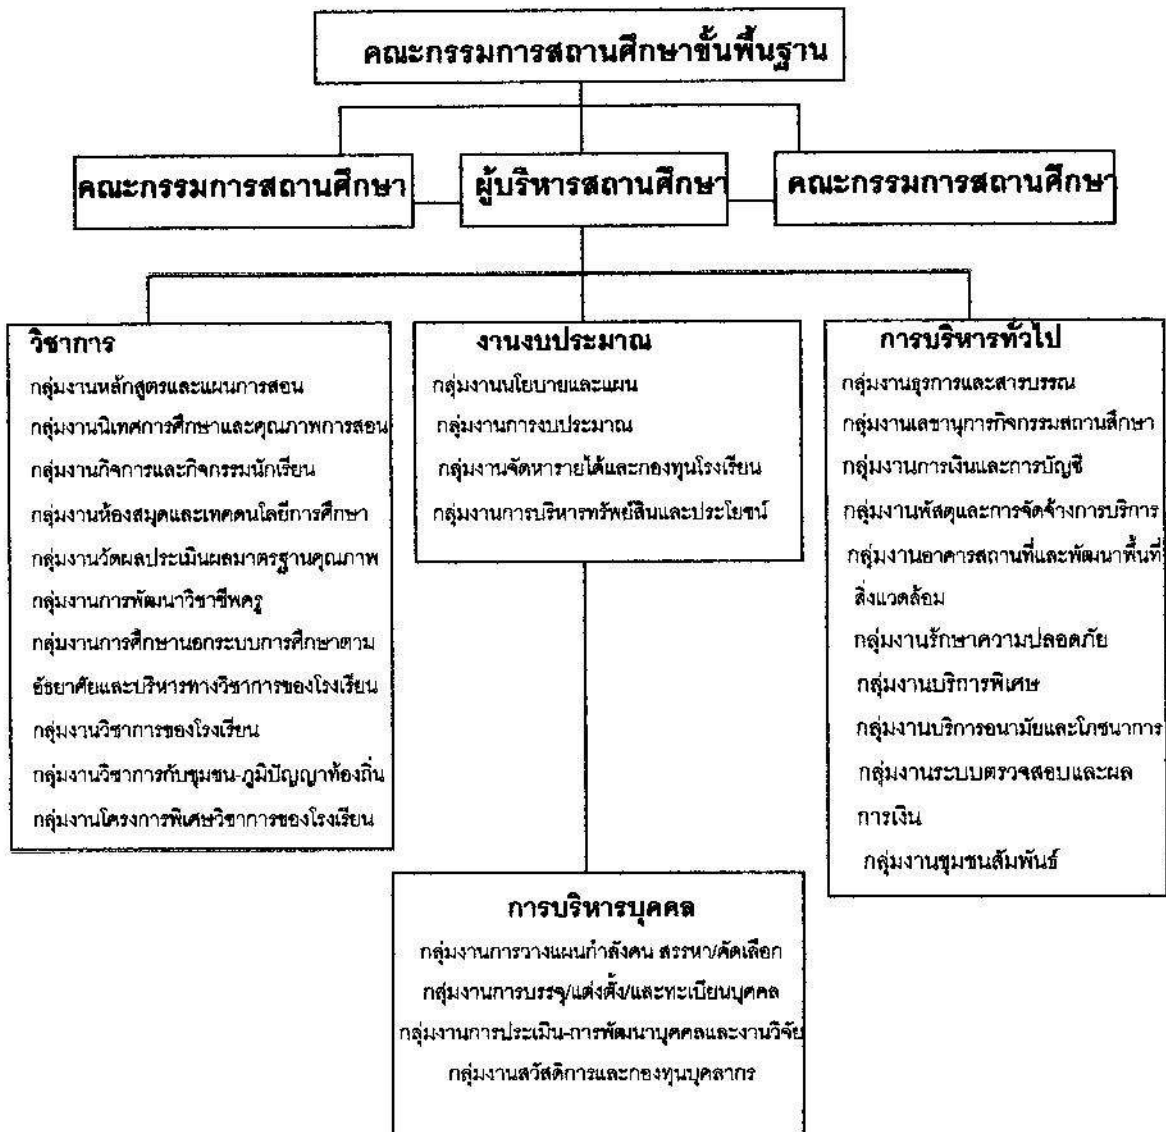 คณะกรรมการสถานศึกษาขั้นพื้นฐาน
คณะกรรมการสถานศึกษา
ผู้บริหารสถานศึกษา
คณะกรรมการสถานศึกษา
วิชาการ
กลุ่มงานหลักสูตรและแผนการสอน
กลุ่มงานนิเทศการศึกษาและคุณภาพการสอน
กลุ่มงานกิจการและกิจกรรมนักเรียน
กลุ่มงานห้องสมุดและเทคดนโลยีการศึกษา
กลุ่มงานวัดผลประเมินผลมาตรฐานคุณภาพ
กลุ่มงานการพัฒนาวิชาชีพครู
กลุ่มงานการศึกษานอกระบบการศึกษาตาม
อัธยาศัยและบริหารทางวิชาการของโรงเรียน
กลุ่มงานวิชาการของโรงเรียน
กลุ่มงานวิชาการกับชุมชน-ภูมิปัญญาท้องถิ่น
กลุ่มงานโครงการพิเศษวิชาการของโรงเรียน
งานงบประมาณ
กลุ่มงานนโยบายและแผน
กลุ่มงานการงบประมาณ
กลุ่มงานจัดหารายได้และกองทุนโรงเรียน
กลุ่มงานการบริหารทรัพย์สินและประโยชน์
การบริหารทั่วไป
กลุ่มงานธุรการและสารบรรณ
กลุ่มงานเลขานุการกิจกรรมสถานศึกษา
กลุ่มงานการเงินและการบัญชี
กลุ่มงานพัสดุและการจัดจ้างการบริการ
กลุ่มงานอาคารสถานที่และพัฒนาพื้นที่
สิ่งแวดล้อม
กลุ่มงานรักษาความปลอดภัย
กลุ่มงานบริการพิเศษ
กลุ่มงานบริการอนามัยและโภชนาการ
กลุ่มงานระบบตรวจสอบและผล
การเงิน
กลุ่มงานชุมชนสัมพันธ์
การบริหารบุคคล
กลุ่มงานการวางแผนกำลังคน สรรหา/คัดเลือก
กลุ่มงานการบรรจุ/แต่งตั้ง/และทะเบียนบุคคล
กลุ่มงานการประเมิน-การพัฒนาบุคคลและงานวิจัย
กลุ่มงานสวัสดิการและกองทุนบุคลากร